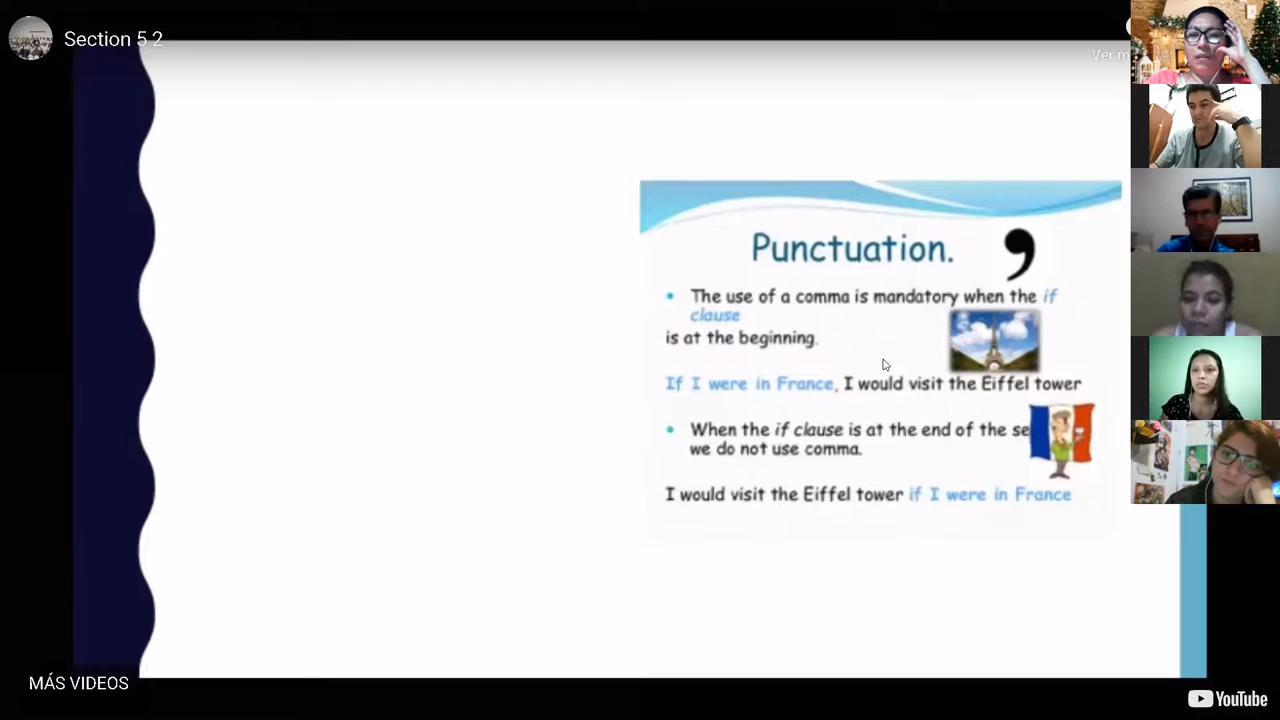 Section 5 2
Ver m
Punctuation. ,
• The use of a comma is mandatory when the if
clause
is at the beginning.
If I were in France, I would visit the Eiffel tower
• When the if clause is at the end of the se
we do not use comma.
I would visit the Eiffel tower if I were in France
MÁS VIDEOS
YouTube